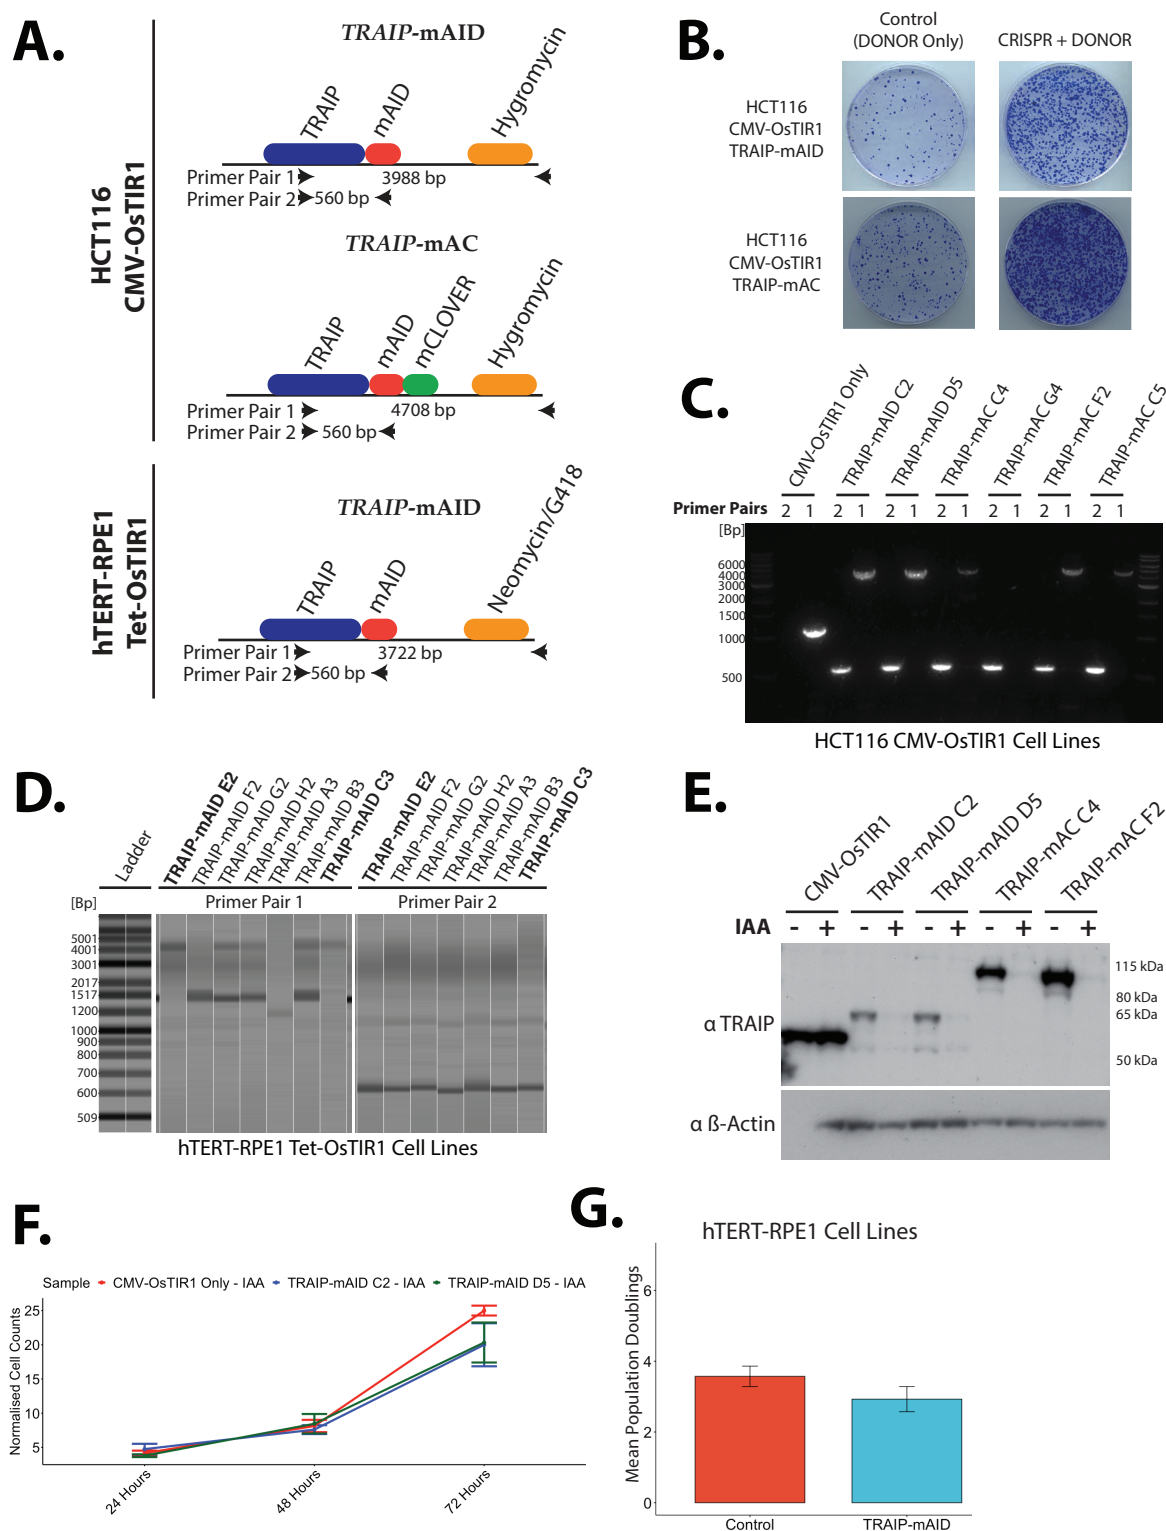 A.
HCT116
CMV-OsTIR1
TRAIP-mAID
TRAIP
mAID
Hygromycin
Primer Pair 1
3988 bp
Primer Pair 2
560 bp
TRAIP-mAC
TRAIP
mAID
mCLOVER
Hygromycin
Primer Pair 1
4708 bp
Primer Pair 2
560 bp
hTERT-RPE1
Tet-OsTIR1
TRAIP-mAID
TRAIP
mAID
Neomycin/G418
Primer Pair 1
3722 bp
Primer Pair 2
560 bp
B.
Control
(DONOR Only)
CRISPR + DONOR
HCT116
CMV-OsTIR1
TRAIP-mAID
HCT116
CMV-OsTIR1
TRAIP-mAC
C.
CMV-OsTIR1 Only
TRAIP-mAID C2
TRAIP-mAID D5
TRAIP-mAC C4
TRAIP-mAC G4
TRAIP-mAC F2
TRAIP-mAC C5
Primer Pairs 2 1 2 1 2 1 2 1 2 1 2 1 2 1
[Bp]
6000
4000
3000
2000
1500
1000
500
HCT116 CMV-OsTIR1 Cell Lines
D.
Ladder
TRAIP-mAID E2
TRAIP-mAID F2
TRAIP-mAID G2
TRAIP-mAID H2
TRAIP-mAID A3
TRAIP-mAID B3
TRAIP-mAID C3
TRAIP-mAID E2
TRAIP-mAID F2
TRAIP-mAID G2
TRAIP-mAID H2
TRAIP-mAID A3
TRAIP-mAID B3
TRAIP-mAID C3
[Bp]
Primer Pair 1
Primer Pair 2
5001
4001
3001
2017
1517
1200
1000
900
800
700
600
509
hTERT-RPE1 Tet-OsTIR1 Cell Lines
E.
CMV-OsTIR1
TRAIP-mAID C2
TRAIP-mAID D5
TRAIP-mAC C4
TRAIP-mAC F2
IAA - + - + - + - + - +
α TRAIP
115 kDa
80 kDa
65 kDa
50 kDa
α ß-Actin
F.
Sample CMV-OsTIR1 Only - IAA TRAIP-mAID C2 - IAA TRAIP-mAID D5 - IAA
Normalised Cell Counts
25
20
15
10
5
24 Hours
48 Hours
72 Hours
G.
hTERT-RPE1 Cell Lines
Mean Population Doublings
6
4
2
0
Control
TRAIP-mAID